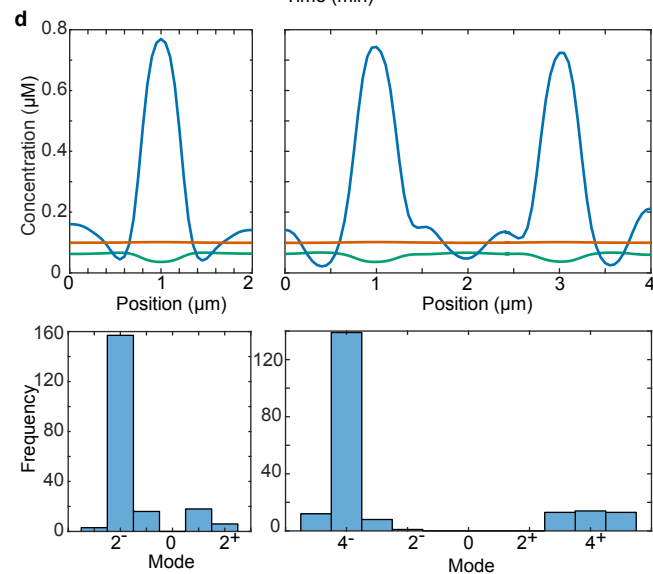 Time (min)
d
Concentration (µM)
0.8
0.6
0.4
0.2
0
0 1 2
0 1 2 3 4
Position (µm)
Position (µm)
Frequency
160
120
80
40
0
2⁻ 0 2⁺
Mode
120
80
40
0
4⁻ 2⁻ 0 2⁺ 4⁺
Mode